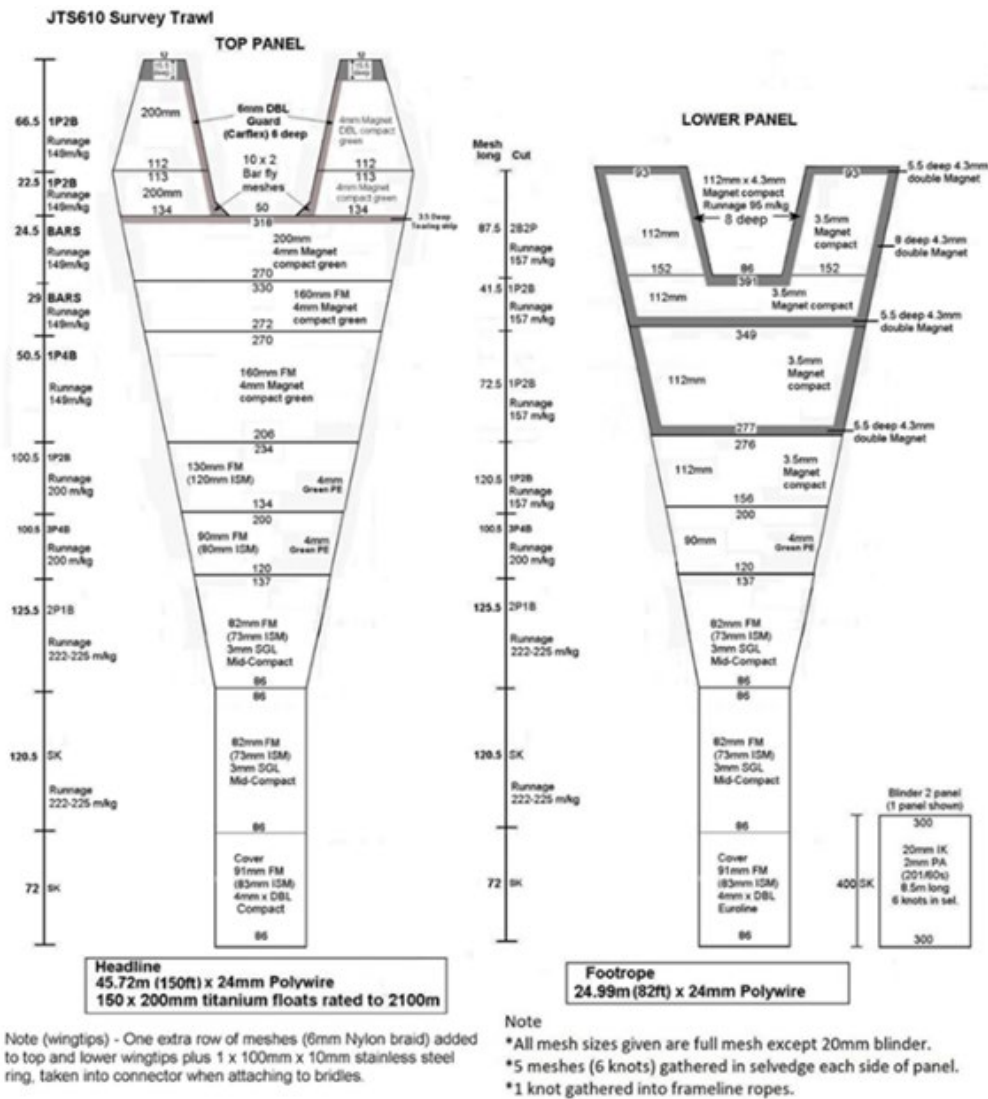 JTS610 Survey Trawl
TOP PANEL
12
12
15.5
deep
15.5
deep
66.5 1P2B
Runnage
149m/kg
200mm
6mm DBL
Guard
(Carflex) 6 deep
4mm Magnet
DBL compact
green
112
112
10 x 2
Bar fly
meshes
22.5 1P2B
Runnage
149m/kg
113
200mm
134
50
113
4mm Magnet
compact green
134
318
3.5 Deep
Tearing strip
24.5 BARS
Runnage
149m/kg
200mm
4mm Magnet
compact green
270
29 BARS
Runnage
149m/kg
330
160mm FM
4mm Magnet
compact green
272
50.5 1P4B
Runnage
149m/kg
270
160mm FM
4mm Magnet
compact green
206
100.5 1P2B
Runnage
200 m/kg
234
130mm FM
(120mm ISM)
4mm
Green PE
134
100.5 3P4B
Runnage
200 m/kg
200
90mm FM
(80mm ISM)
4mm
Green PE
120
125.5 2P1B
Runnage
222-225 m/kg
137
82mm FM
(73mm ISM)
3mm SGL
Mid-Compact
86
120.5 SK
Runnage
222-225 m/kg
86
82mm FM
(73mm ISM)
3mm SGL
Mid-Compact
86
72 SK
Cover
91mm FM
(83mm ISM)
4mm x DBL
Compact
86
Headline
45.72m (150ft) x 24mm Polywire
150 x 200mm titanium floats rated to 2100m
Note (wingtips) - One extra row of meshes (6mm Nylon braid) added
to top and lower wingtips plus 1 x 100mm x 10mm stainless steel
ring, taken into connector when attaching to bridles.
LOWER PANEL
Mesh
long Cut
93
93
5.5 deep 4.3mm
double Magnet
87.5 2B2P
Runnage
157 m/kg
112mm
112mm x 4.3mm
Magnet compact
Runnage 95 m/kg
8 deep
3.5mm
Magnet
compact
8 deep 4.3mm
double Magnet
152
86
152
41.5 1P2B
Runnage
157 m/kg
391
112mm
3.5mm
Magnet compact
5.5 deep 4.3mm
double Magnet
72.5 1P2B
Runnage
157 m/kg
349
112mm
3.5mm
Magnet
compact
277
5.5 deep 4.3mm
double Magnet
120.5 1P2B
Runnage
157 m/kg
276
112mm
3.5mm
Magnet
compact
156
100.5 3P4B
Runnage
200 m/kg
200
90mm
4mm
Green PE
120
125.5 2P1B
Runnage
222-225 m/kg
137
82mm FM
(73mm ISM)
3mm SGL
Mid-Compact
86
120.5 SK
Runnage
222-225 m/kg
86
82mm FM
(73mm ISM)
3mm SGL
Mid-Compact
86
72 SK
Cover
91mm FM
(83mm ISM)
4mm x DBL
Euroline
86
Blinder 2 panel
(1 panel shown)
300
400 SK
20mm IK
2mm PA
(201/60s)
8.5m long
6 knots in sel.
300
Footrope
24.99m (82ft) x 24mm Polywire
Note
*All mesh sizes given are full mesh except 20mm blinder.
*5 meshes (6 knots) gathered in selvedge each side of panel.
*1 knot gathered into frameline ropes.